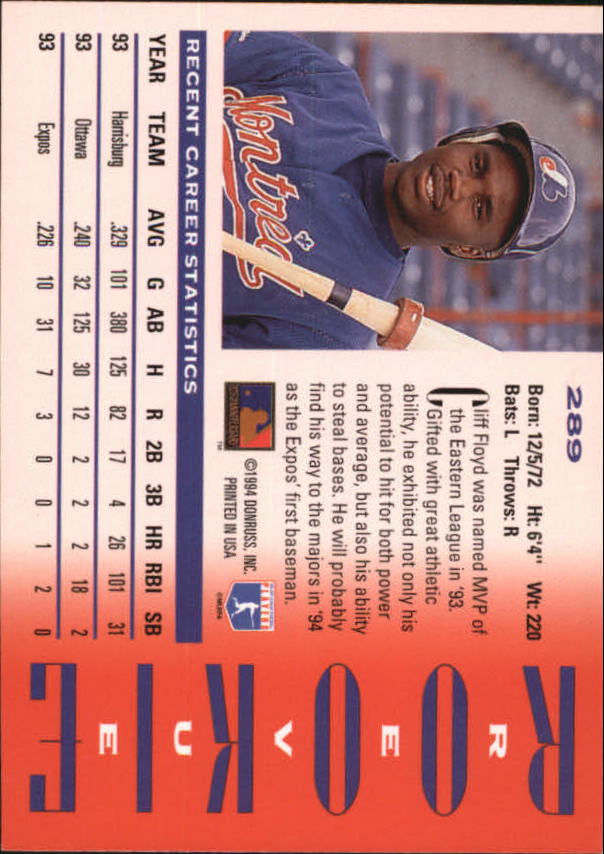 289
Born: 12/5/72 Ht: 6'4" Wt: 220
Bats: L Throws: R
Cliff Floyd was named MVP of
the Eastern League in '93.
Gifted with great athletic
ability, he exhibited not only his
potential to hit for both power
and average, but also his ability
to steal bases. He will probably
find his way to the majors in '94
as the Expos' first baseman.
©1994 DONRUSS, INC.
PRINTED IN USA
125th ANNIVERSARY
TM
PLAYERS
©MLBPA
Montreal
RECENT CAREER STATISTICS
YEAR TEAM AVG G AB H R 2B 3B HR RBI SB
93 Harrisburg .329 101 380 125 82 17 4 26 101 31
93 Ottawa .240 32 125 30 12 2 2 2 18 2
93 Expos .226 10 31 7 3 0 0 1 2 0
ROOKIE
REVUE